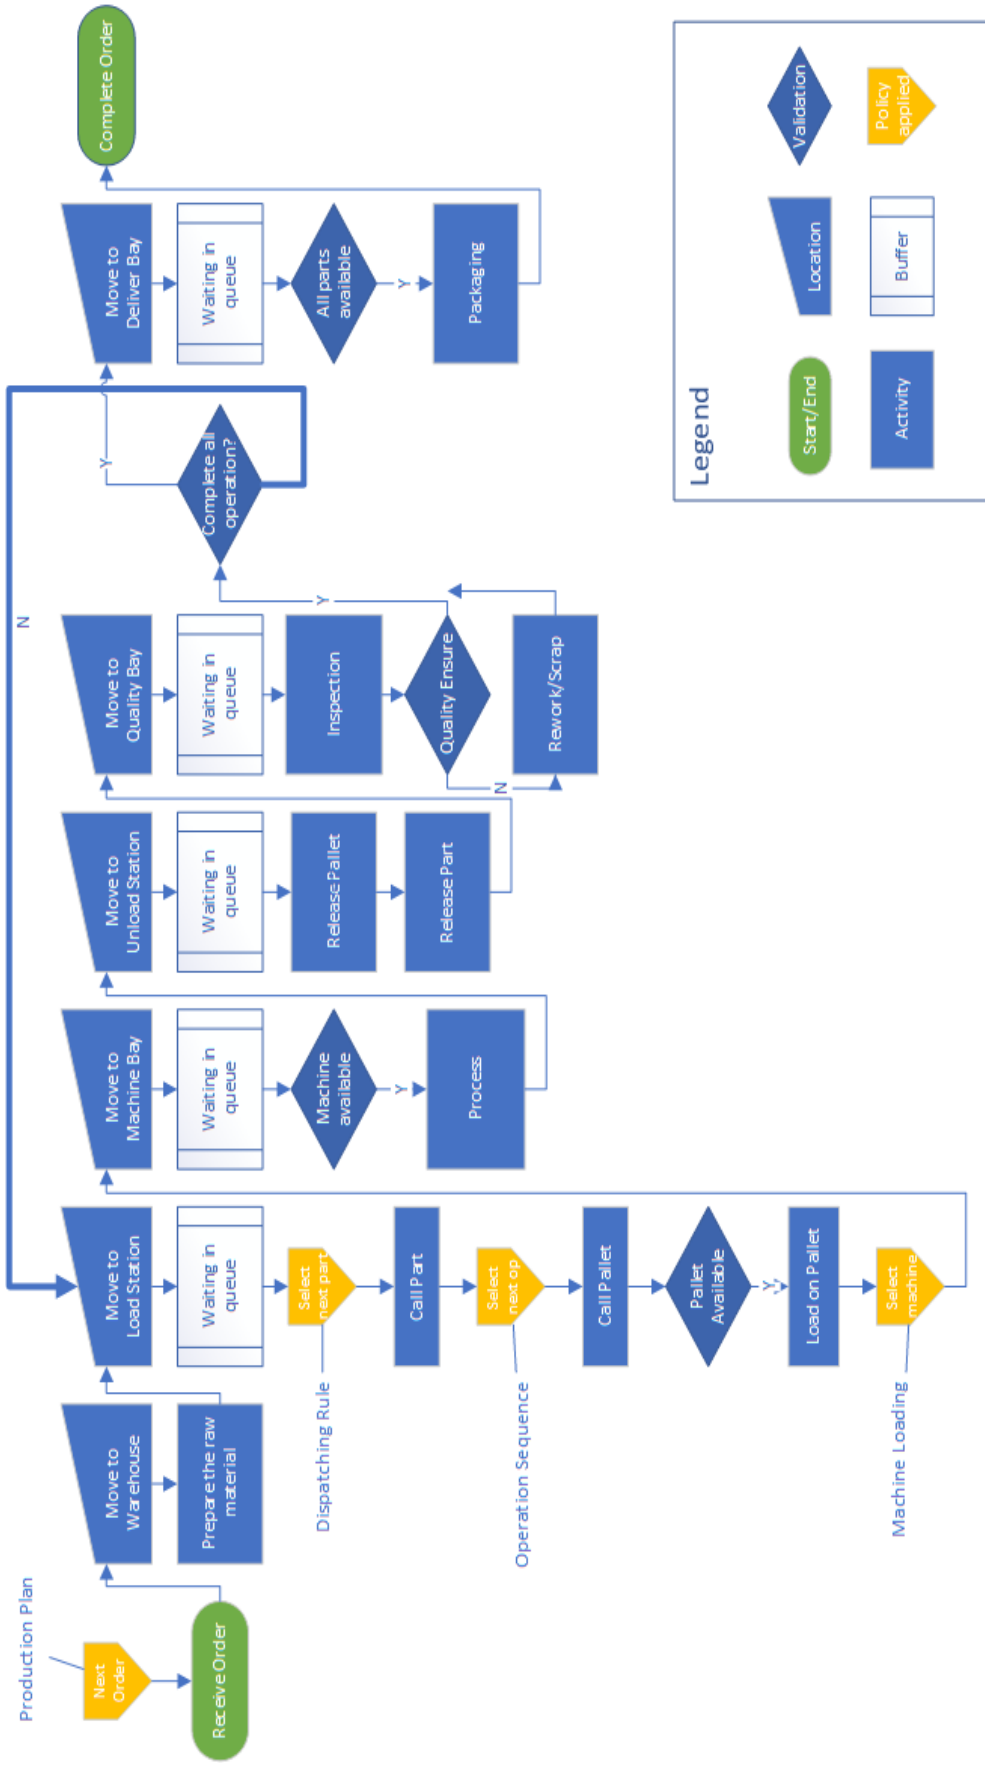 Production Plan
Next
Order
Receive Order
Move to
Warehouse
Prepare the raw
material
Move to
Load Station
Waiting in
queue
Select
next part
Dispatching Rule
Call Part
Select
next op
Operation Sequence
Call Pallet
Pallet
Available
Y
Load on Pallet
Select
machine
Machine Loading
Move to
Machine Bay
Waiting in
queue
Machine
available
Y
Process
Move to
Unload Station
Waiting in
queue
Release Pallet
Release Part
Move to
Quality Bay
Waiting in
queue
Inspection
Quality Ensure
N
Rework/Scrap
Y
Complete all
operation?
N
Y
Move to
Deliver Bay
Waiting in
queue
All parts
available
Y
Packaging
Complete Order
Legend
Start/End
Location
Validation
Activity
Buffer
Policy
applied